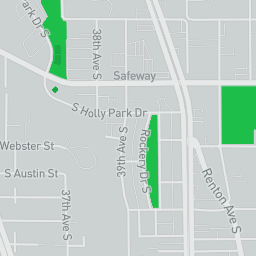 Park Dr S
38th Ave S
Safeway
S Holly Park Dr
39th Ave S
Rockery Dr S
Webster St
S Austin St
37th Ave S
Renton Ave S